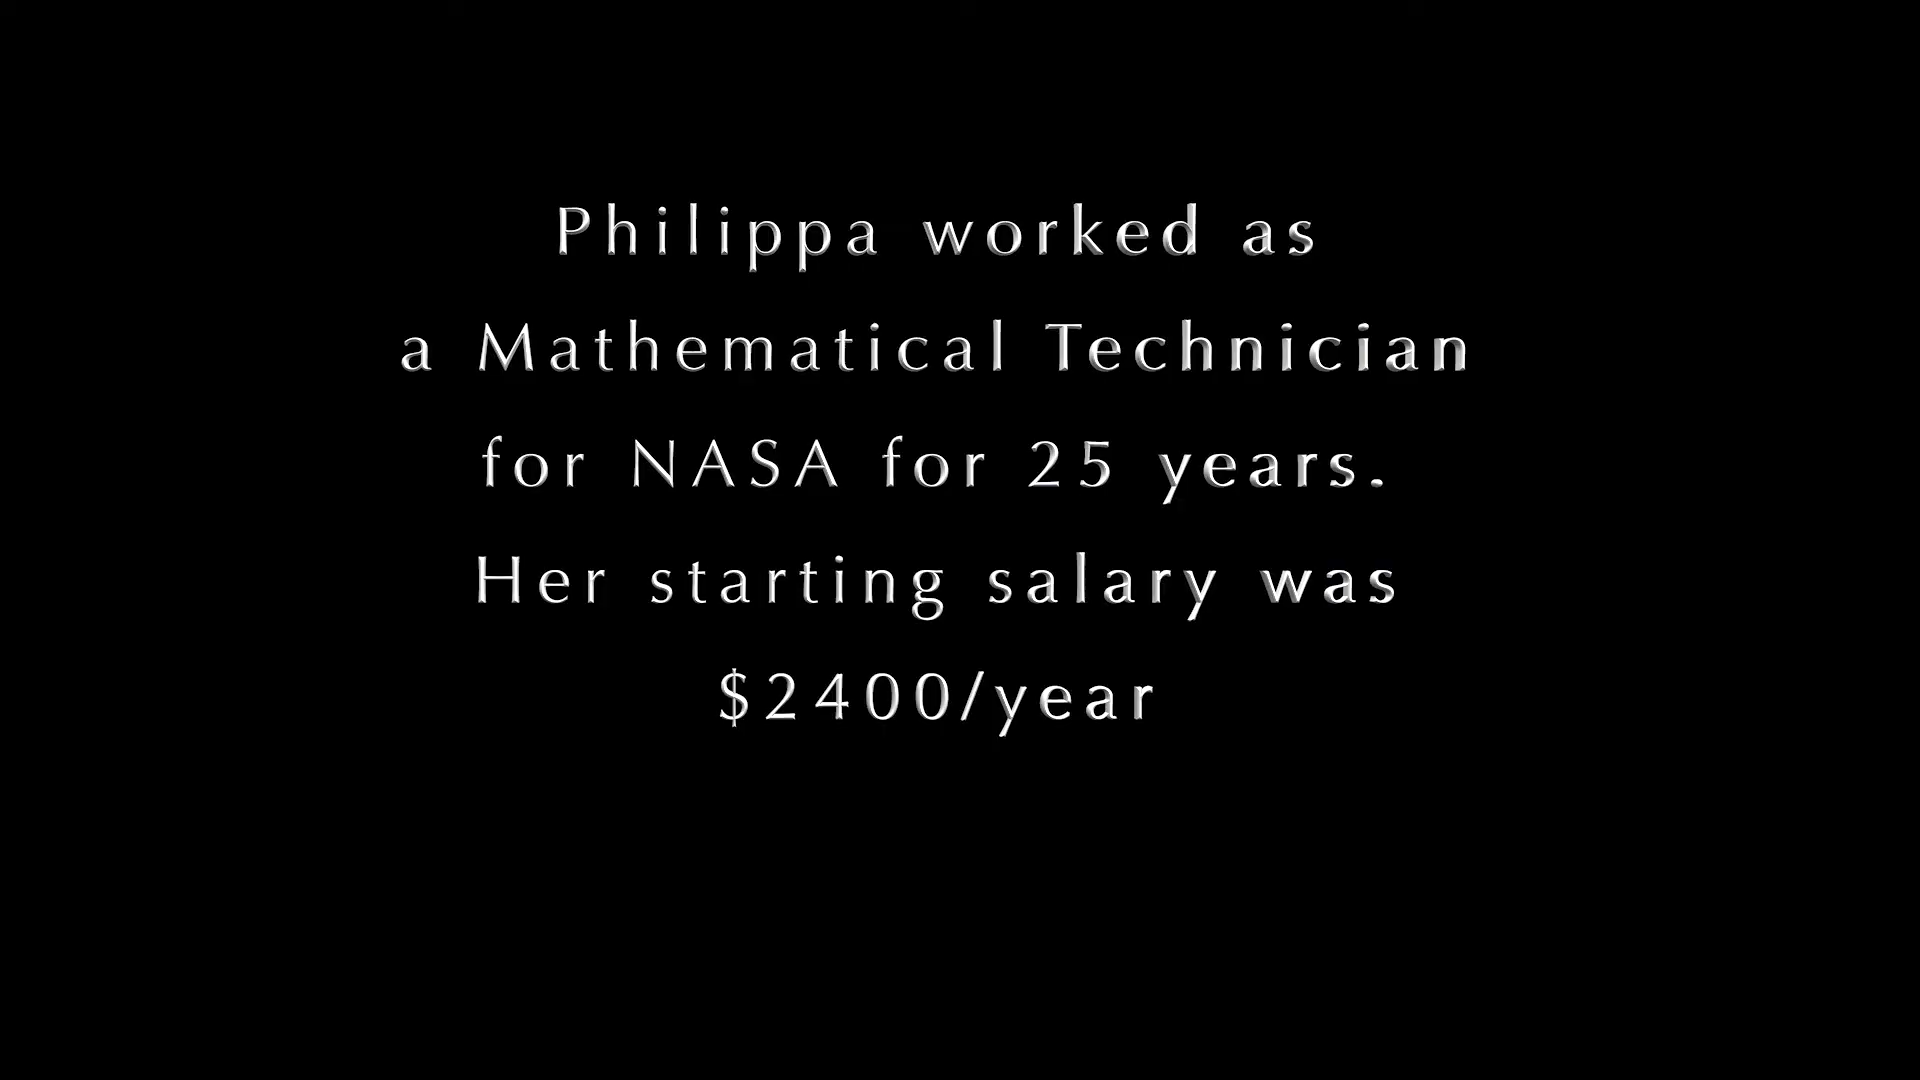 Philippa worked as
a Mathematical Technician
for NASA for 25 years.
Her starting salary was
$2400/year